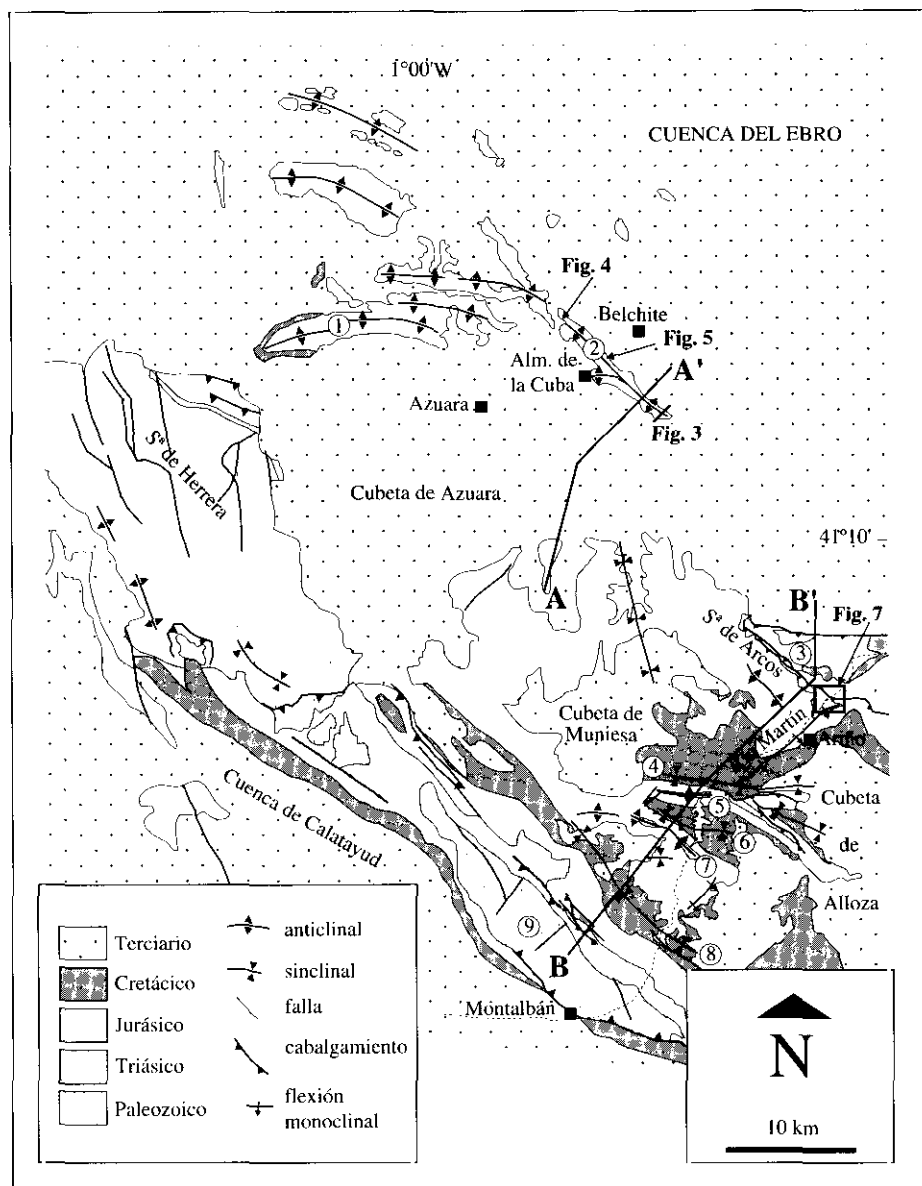 1°00'W
CUENCA DEL EBRO
Fig. 4
Belchite
1
2
Fig. 5
Alm. de
la Cuba
A'
Azuara
Fig. 3
Sª de Herrera
Cubeta de Azuara
41°10'
A
B'
Fig. 7
Sª de Arcos
3
Cubeta de
Muniesa
Martín
Ariño
4
Cuenca de Calatayud
5
Cubeta
6
de
7
Alloza
9
8
B
Montalbán
Terciario
Cretácico
Jurásico
Triásico
Paleozoico
anticlinal
sinclinal
falla
cabalgamiento
flexión
monoclinal
N
10 km